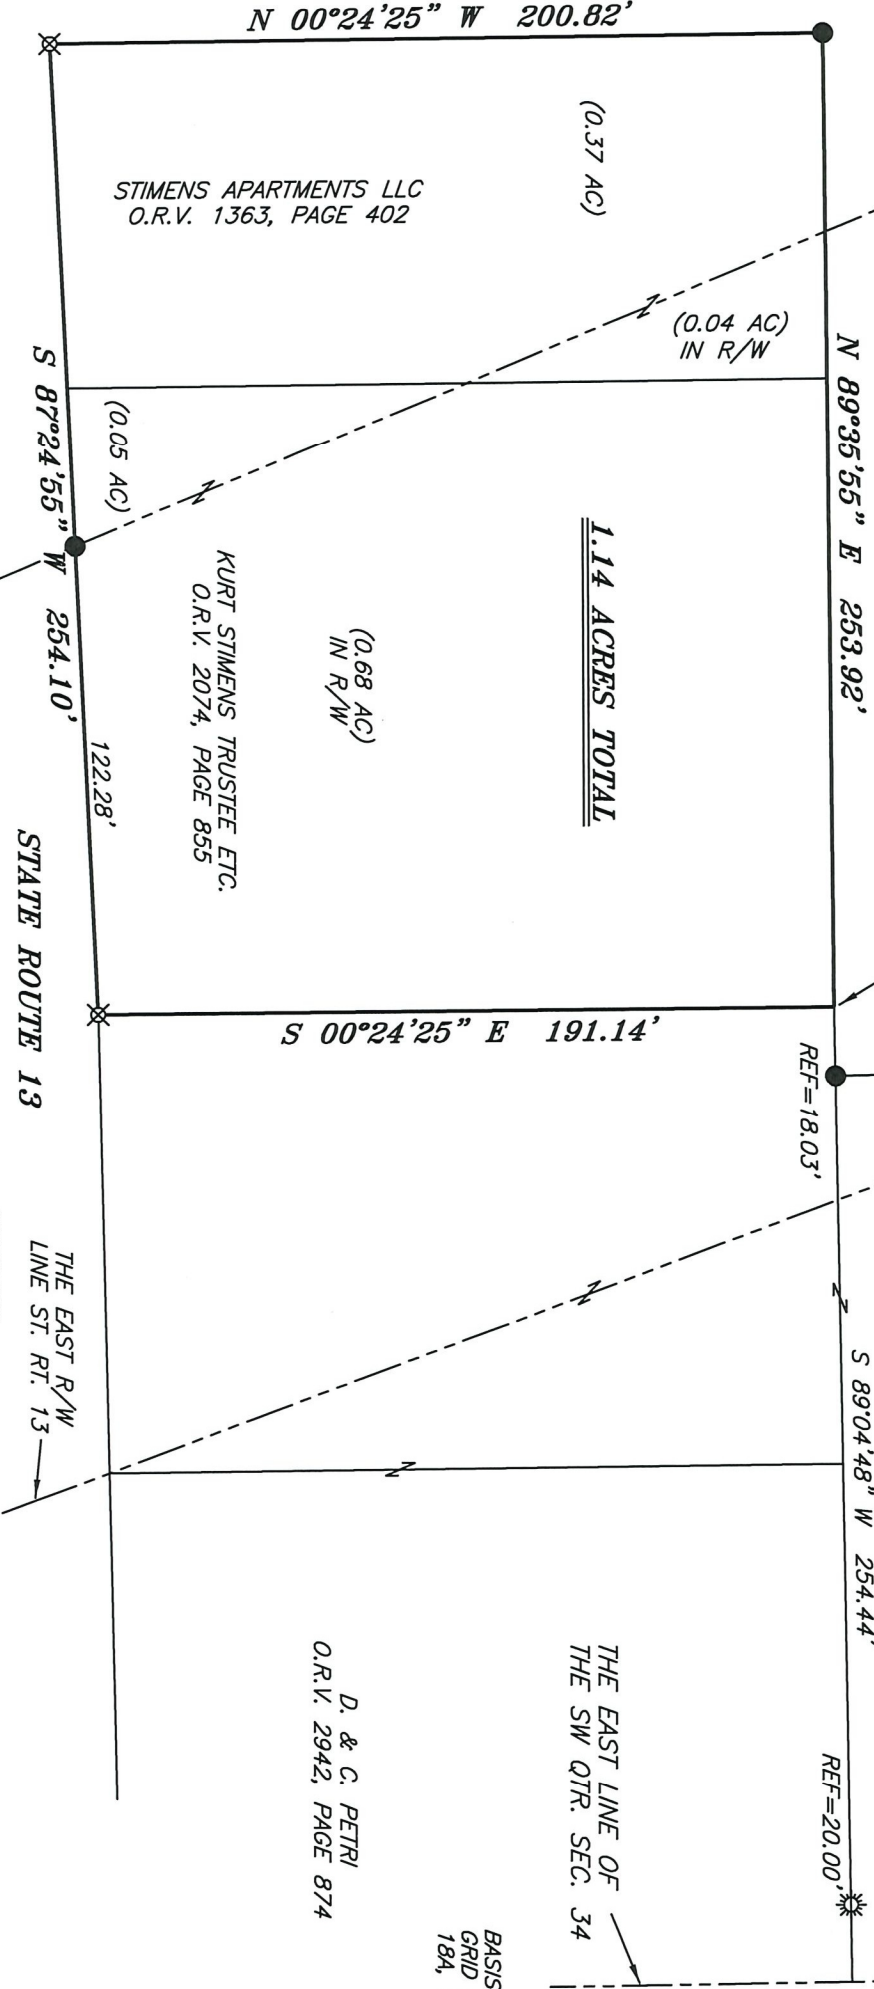 N 00°24'25" W 200.82'
(0.37 AC)
STIMENS APARTMENTS LLC
O.R.V. 1363, PAGE 402
(0.04 AC)
IN R/W
N 89°35'55" E 253.92'
S 87°24'55" W 254.10'
(0.05 AC)
1.14 ACRES TOTAL
(0.68 AC)
IN R/W
KURT STIMENS TRUSTEE ETC.
O.R.V. 2074, PAGE 855
122.28'
STATE ROUTE 13
S 00°24'25" E 191.14'
REF=18.03'
THE EAST R/W
LINE ST. RT. 13
S 89°04'48" W 254.44'
THE EAST LINE OF
THE SW QTR. SEC. 34
D. & C. PETRI
O.R.V. 2942, PAGE 874
REF=20.00'
BASIS
GRID
18A,